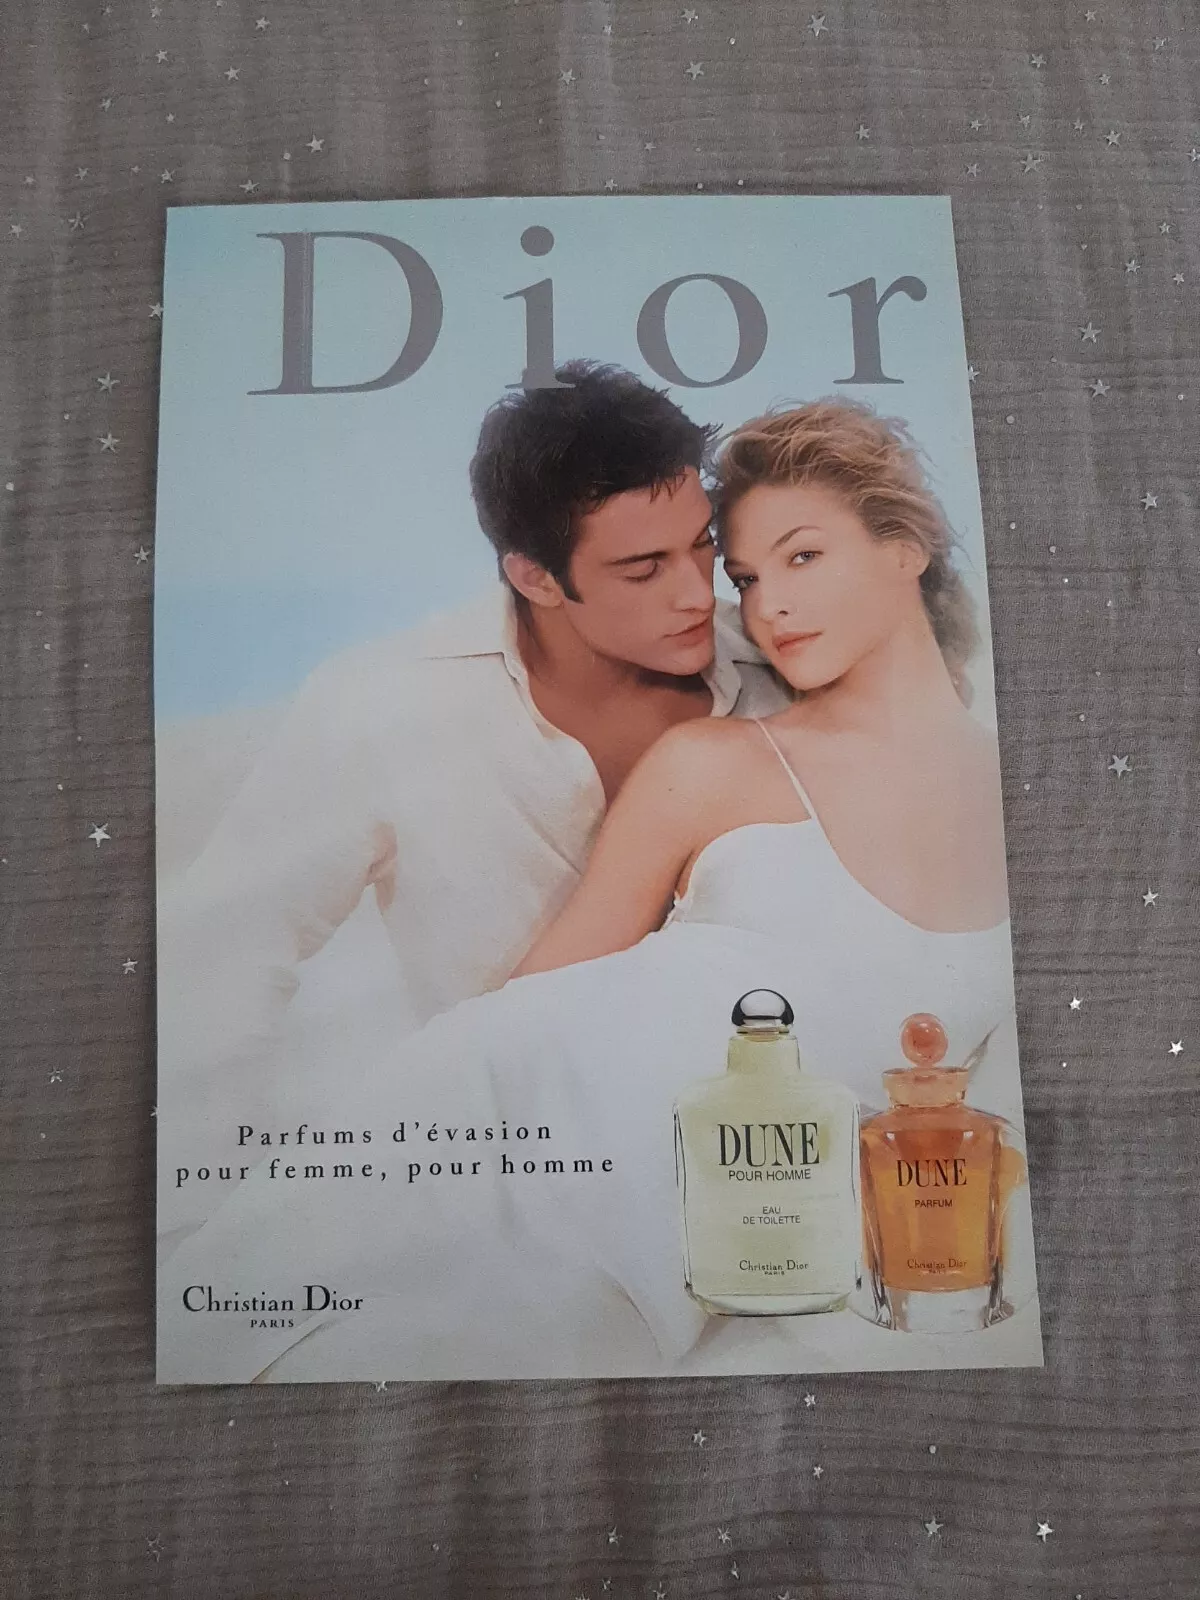 Dior
Parfums d'évasion
pour femme, pour homme
Christian Dior
PARIS
DUNE
POUR HOMME
EAU
DE TOILETTE
Christian Dior
PARIS
DUNE
PARFUM
Christian Dior
PARIS